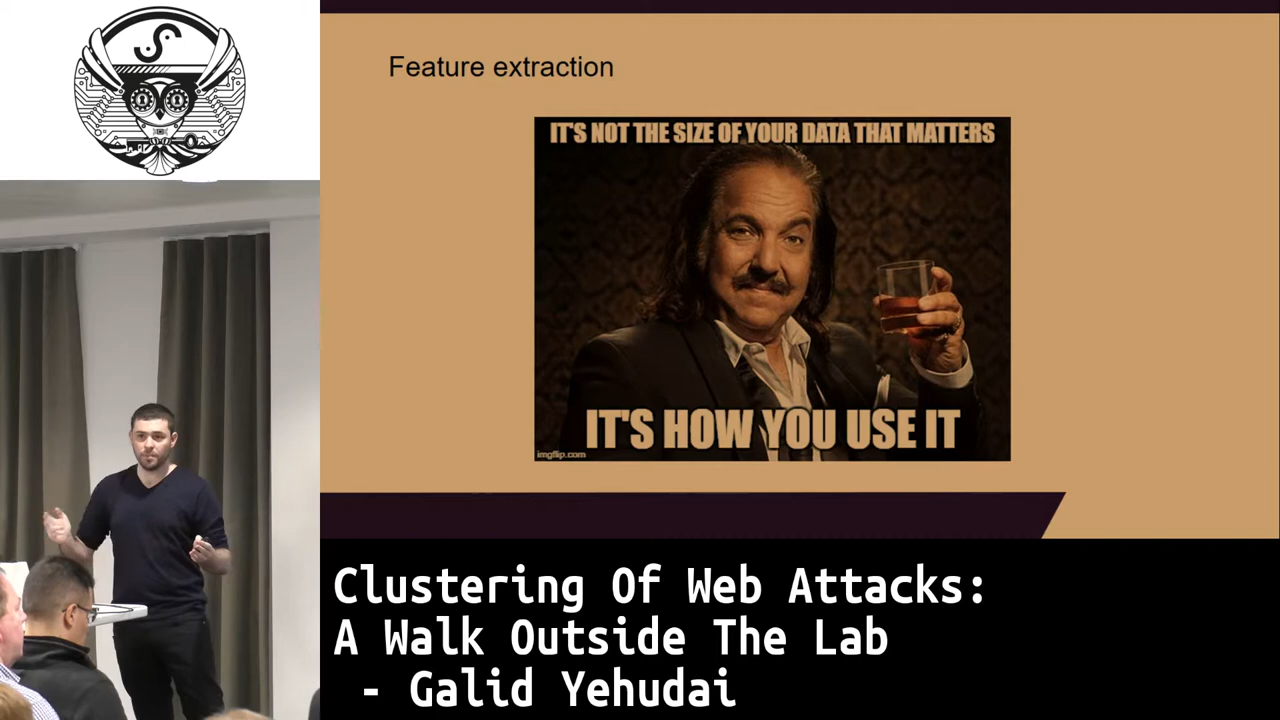 Feature extraction
IT'S NOT THE SIZE OF YOUR DATA THAT MATTERS
IT'S HOW YOU USE IT
imgflip.com
Clustering Of Web Attacks:
A Walk Outside The Lab
- Galid Yehudai